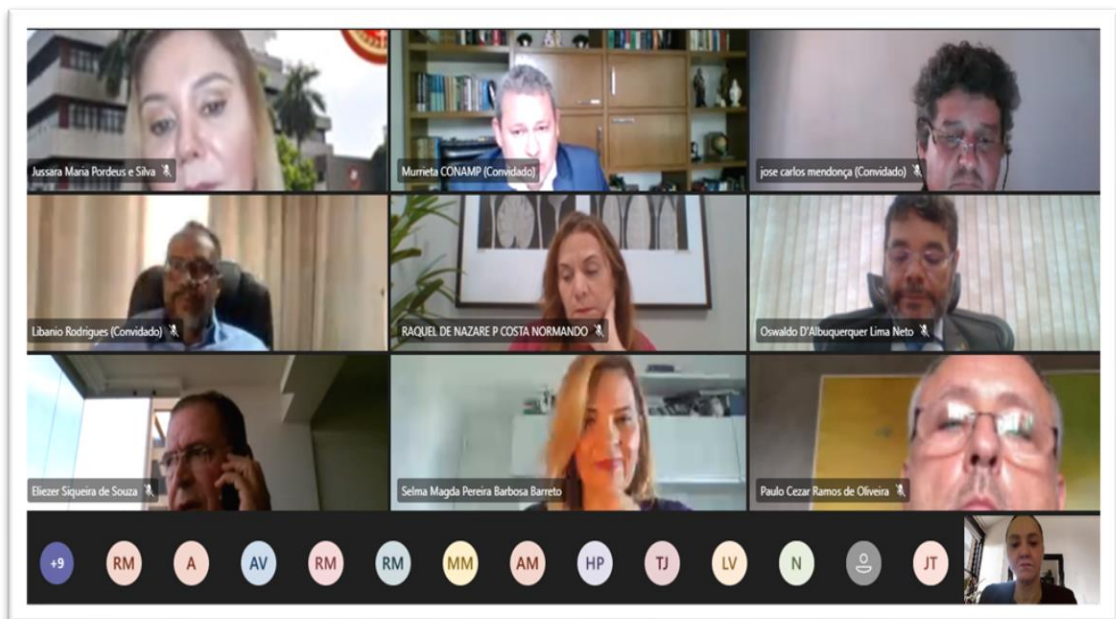 Jussara Maria Pordeus e Silva
Murrieta CONAMP (Convidado)
jose carlos mendonça (Convidado)
Libanio Rodrigues (Convidado)
RAQUEL DE NAZARE P COSTA NORMANDO
Oswaldo D'Albuquerquer Lima Neto
Eliezer Siqueira de Souza
Selma Magda Pereira Barbosa Barreto
Paulo Cezar Ramos de Oliveira
+9
RM
A
AV
RM
RM
MM
AM
HP
TJ
LV
N
JT